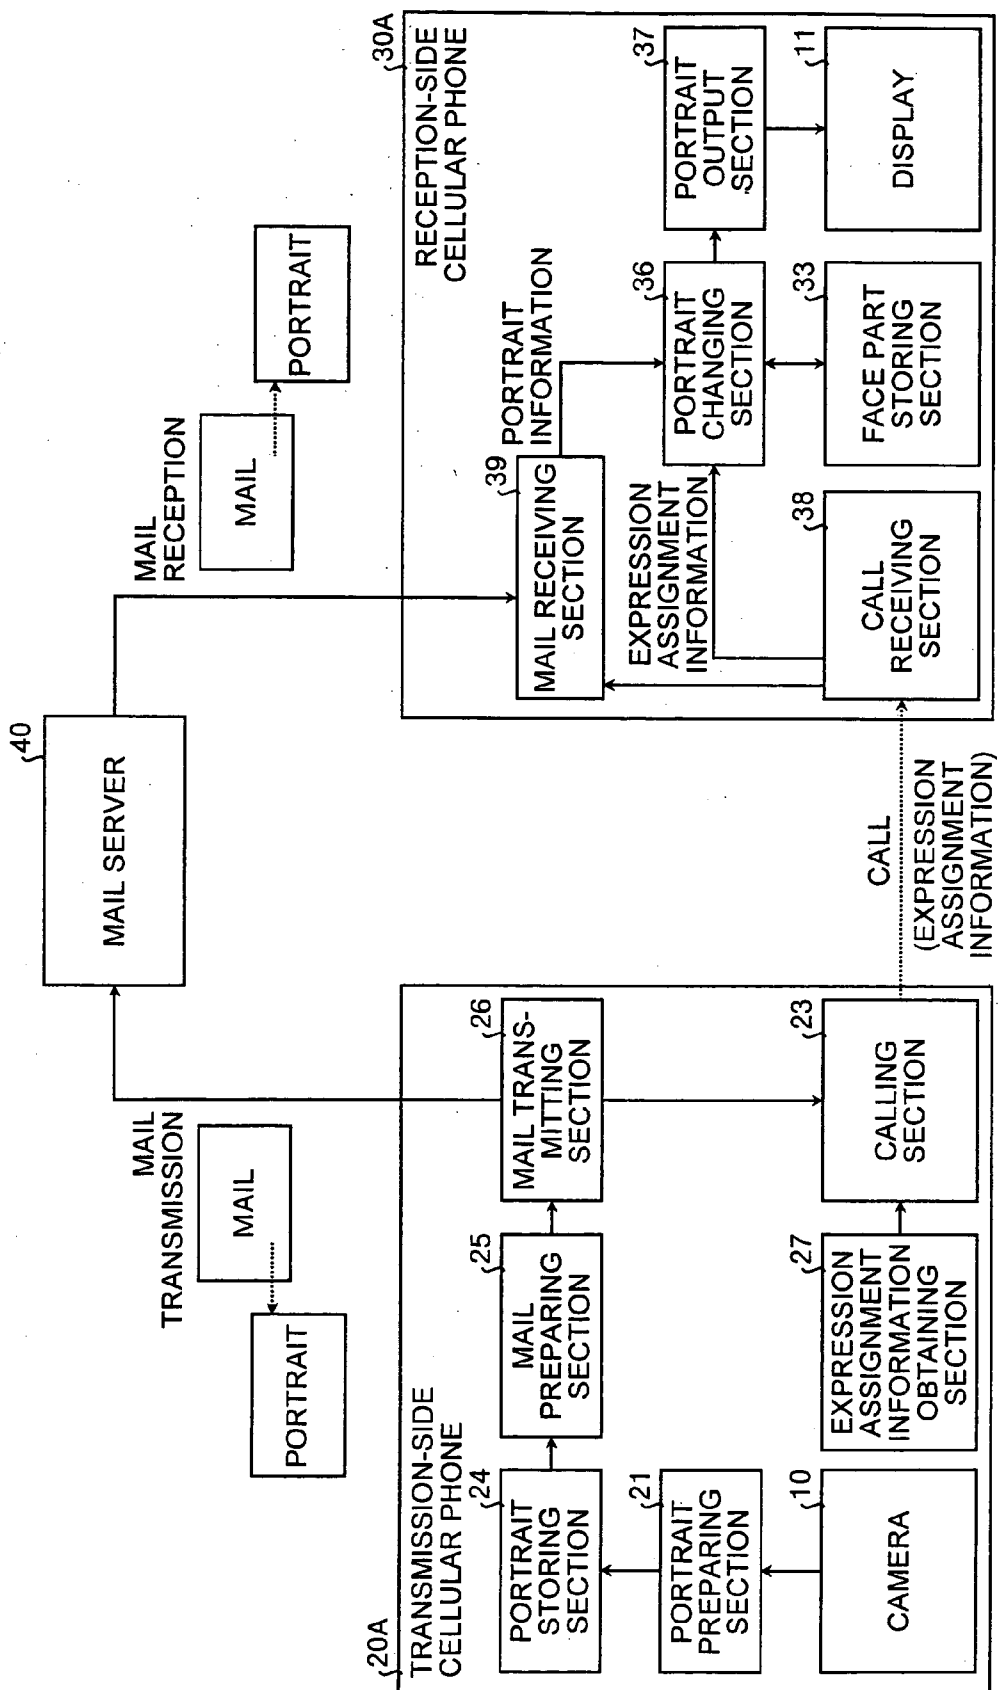 40
MAIL SERVER
MAIL
TRANSMISSION
MAIL
PORTRAIT
MAIL
RECEPTION
MAIL
PORTRAIT
20A
TRANSMISSION-SIDE
CELLULAR PHONE
24
PORTRAIT
STORING
SECTION
25
MAIL
PREPARING
SECTION
26
MAIL TRANS-
MITTING
SECTION
21
PORTRAIT
PREPARING
SECTION
10
CAMERA
27
EXPRESSION
ASSIGNMENT
INFORMATION
OBTAINING
SECTION
23
CALLING
SECTION
CALL
(EXPRESSION
ASSIGNMENT
INFORMATION)
30A
RECEPTION-SIDE
CELLULAR PHONE
39
MAIL RECEIVING
SECTION
PORTRAIT
INFORMATION
EXPRESSION
ASSIGNMENT
INFORMATION
36
PORTRAIT
CHANGING
SECTION
37
PORTRAIT
OUTPUT
SECTION
38
CALL
RECEIVING
SECTION
33
FACE PART
STORING
SECTION
11
DISPLAY